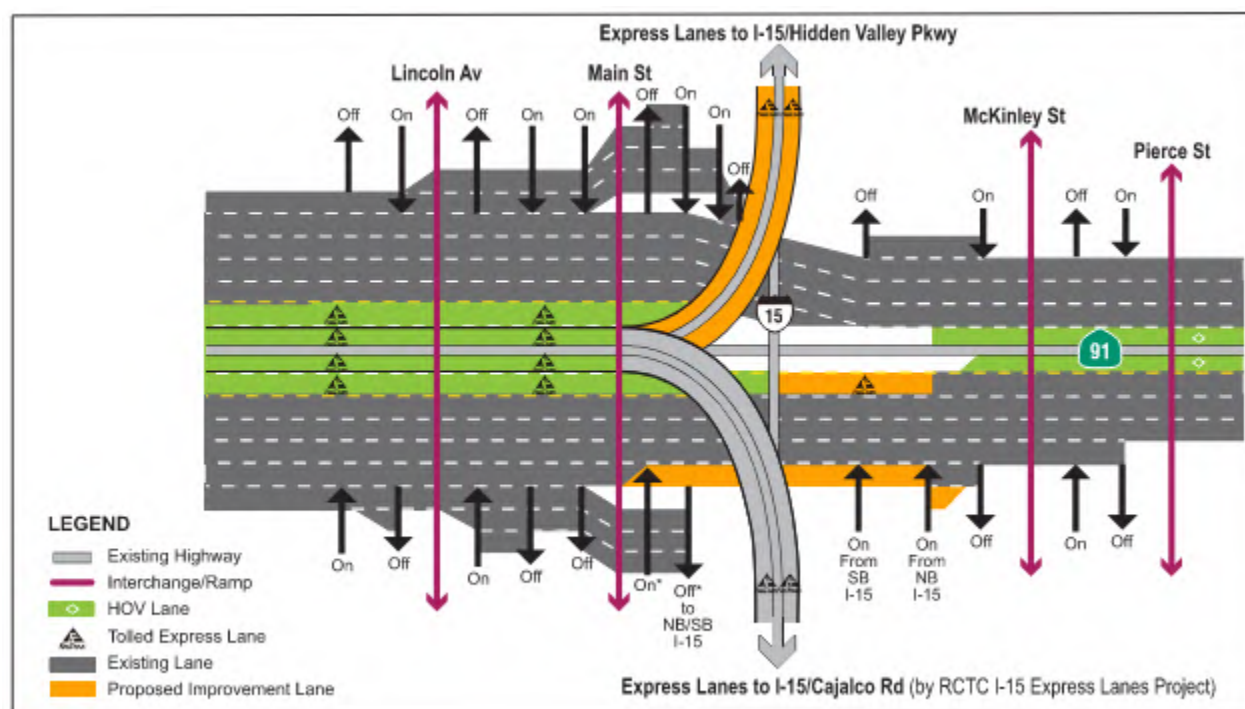 Express Lanes to I-15/Hidden Valley Pkwy
Lincoln Av
Main St
McKinley St
Pierce St
Off
On
Off
On
On
Off
On
On
Off
Off
On
Off
On
15
91
On
Off
On
Off
Off
On*
Off*
to
NB/SB
I-15
On
From
SB
I-15
On
From
NB
I-15
Off
On
Off
LEGEND
Existing Highway
Interchange/Ramp
HOV Lane
Tolled Express Lane
Existing Lane
Proposed Improvement Lane
Express Lanes to I-15/Cajalco Rd (by RCTC I-15 Express Lanes Project)